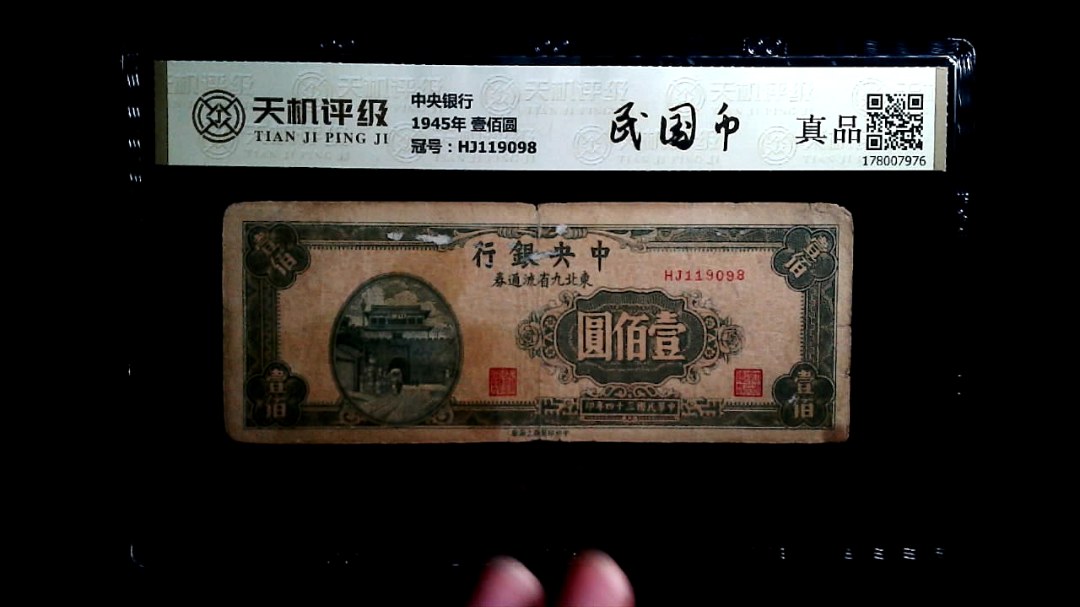 天机评级
TIAN JI PING JI
中央银行
1945年 壹佰圆
冠号：HJ119098
民国币
真品
178007976
壹佰
壹佰
行銀央中
券通流省九北東
HJ119098
圓佰壹
壹佰
壹佰
印年四十三國民華中